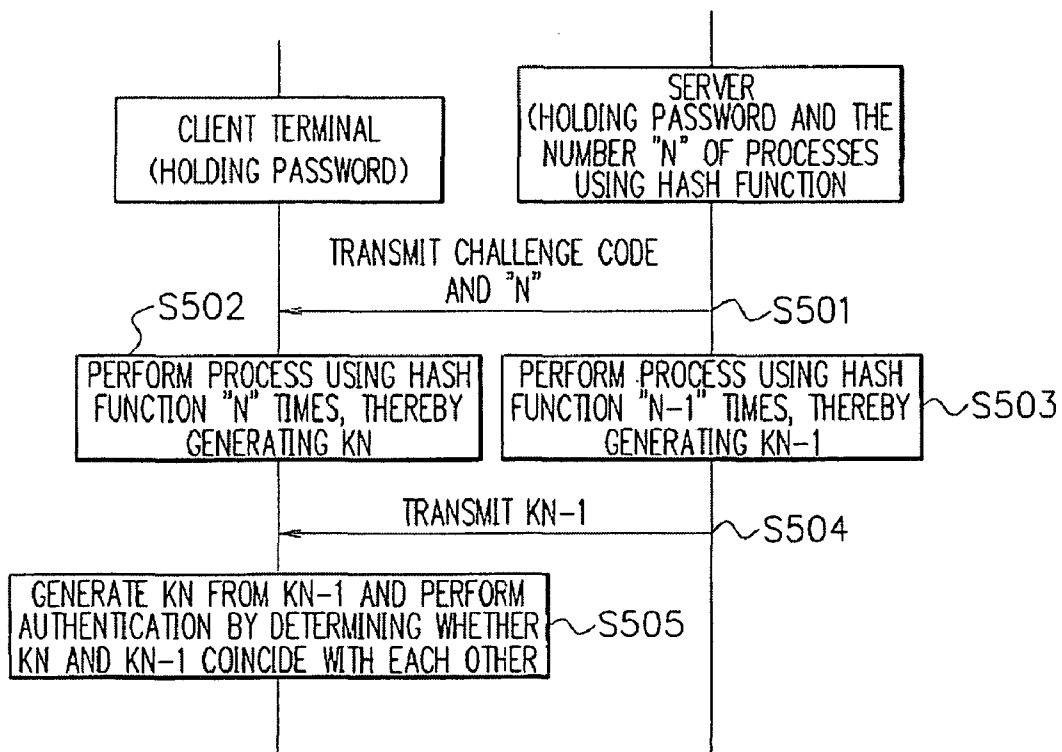 CLIENT TERMINAL
(HOLDING PASSWORD)
SERVER
(HOLDING PASSWORD AND THE
NUMBER "N" OF PROCESSES
USING HASH FUNCTION
TRANSMIT CHALLENGE CODE
AND "N"
S501
S502
PERFORM PROCESS USING HASH
FUNCTION "N" TIMES, THEREBY
GENERATING KN
PERFORM PROCESS USING HASH
FUNCTION "N-1" TIMES, THEREBY
GENERATING KN-1
S503
TRANSMIT KN-1
S504
GENERATE KN FROM KN-1 AND PERFORM
AUTHENTICATION BY DETERMINING WHETHER
KN AND KN-1 COINCIDE WITH EACH OTHER
S505